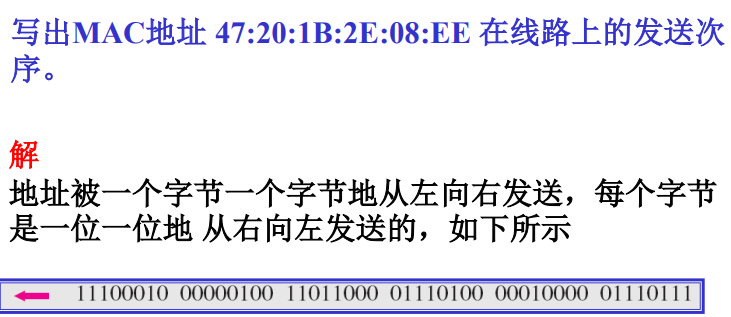 写出MAC地址 47:20:1B:2E:08:EE 在线路上的发送次
序。
解
地址被一个字节一个字节地从左向右发送，每个字节
是一位一位地 从右向左发送的，如下所示
11100010 00000100 11011000 01110100 00010000 01110111